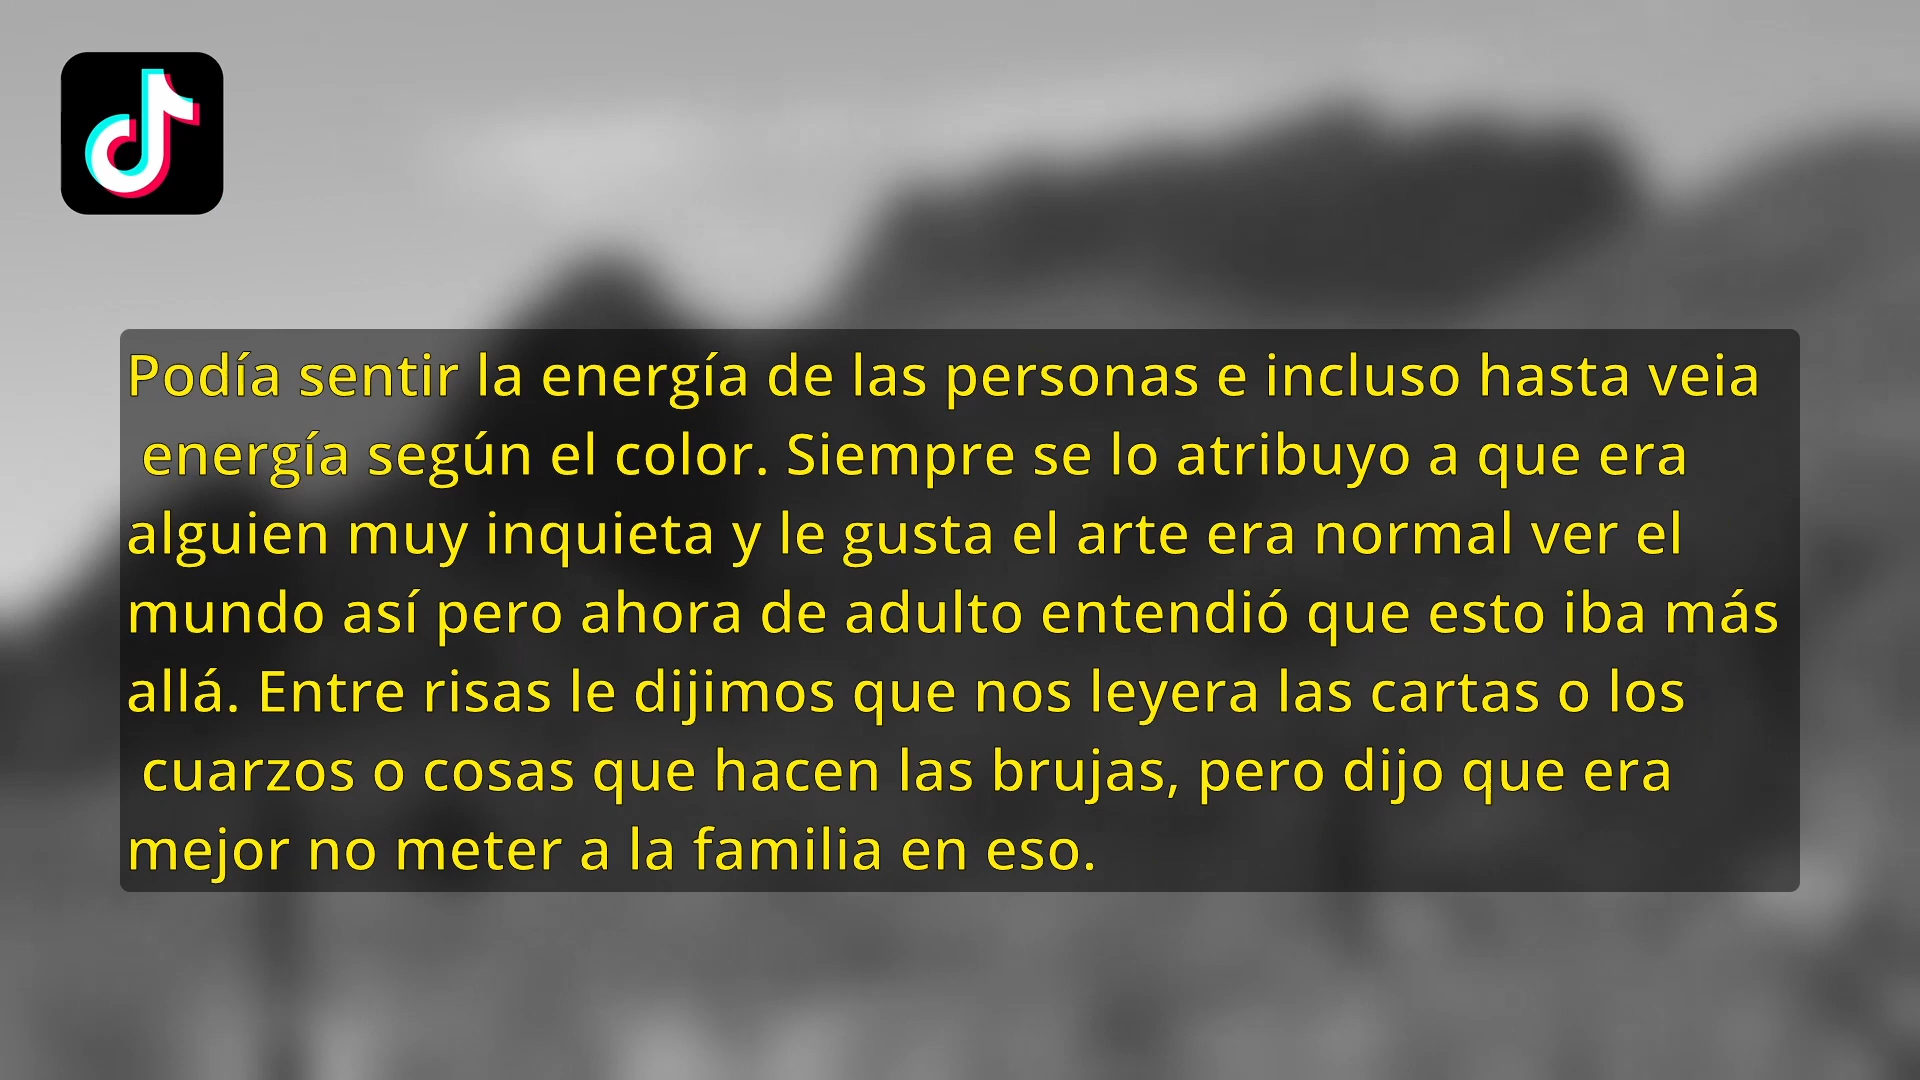 Podía sentir la energía de las personas e incluso hasta veia
energía según el color. Siempre se lo atribuyo a que era
alguien muy inquieta y le gusta el arte era normal ver el
mundo así pero ahora de adulto entendió que esto iba más
allá. Entre risas le dijimos que nos leyera las cartas o los
cuarzos o cosas que hacen las brujas, pero dijo que era
mejor no meter a la familia en eso.